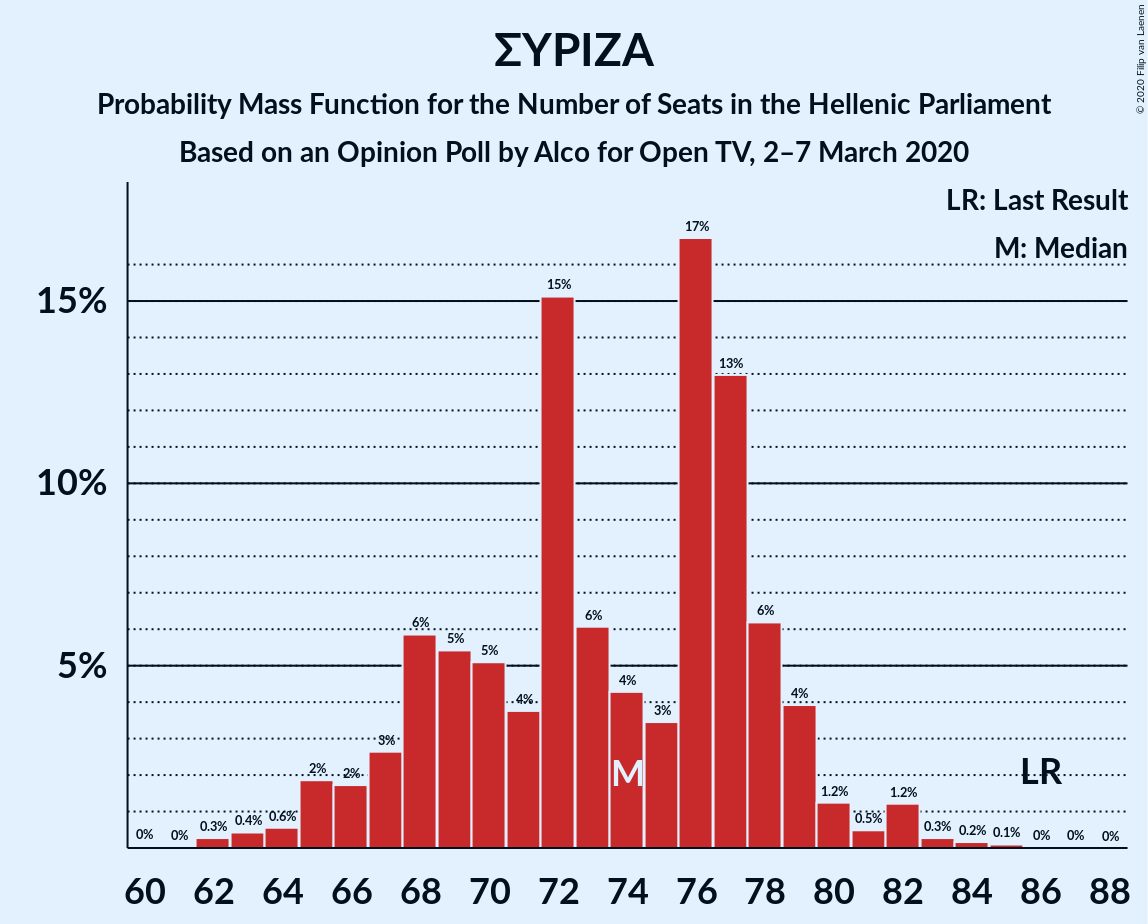 ΣΥΡΙΖΑ
Probability Mass Function for the Number of Seats in the Hellenic Parliament
Based on an Opinion Poll by Alco for Open TV, 2–7 March 2020
© 2020 Filip van Laenen
LR: Last Result
M: Median
15%
10%
5%
0% 0% 0.3% 0.4% 0.6% 2% 2% 3% 6% 5% 5% 4% 15% 6% 4% 3% 17% 13% 6% 4% 1.2% 0.5% 1.2% 0.3% 0.2% 0.1% 0% 0% 0%
M
LR
60 62 64 66 68 70 72 74 76 78 80 82 84 86 88